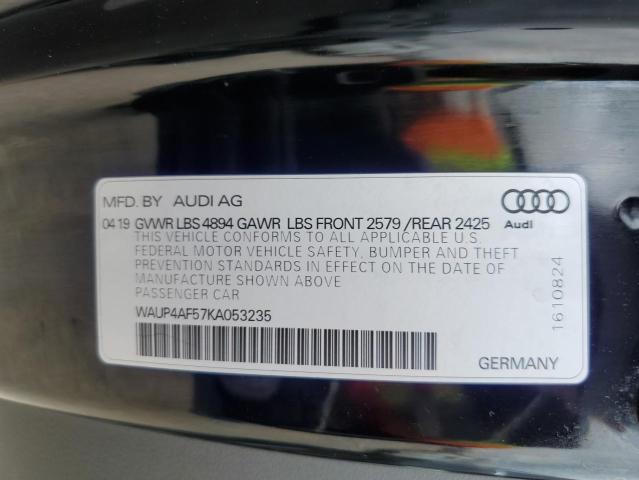 MFD. BY AUDI AG
04 19 GVWR LBS 4894 GAWR LBS FRONT 2579 /REAR 2425
THIS VEHICLE CONFORMS TO ALL APPLICABLE U.S.
FEDERAL MOTOR VEHICLE SAFETY, BUMPER AND THEFT
PREVENTION STANDARDS IN EFFECT ON THE DATE OF
MANUFACTURE SHOWN ABOVE
PASSENGER CAR
WAUP4AF57KA053235
GERMANY
Audi
1610824